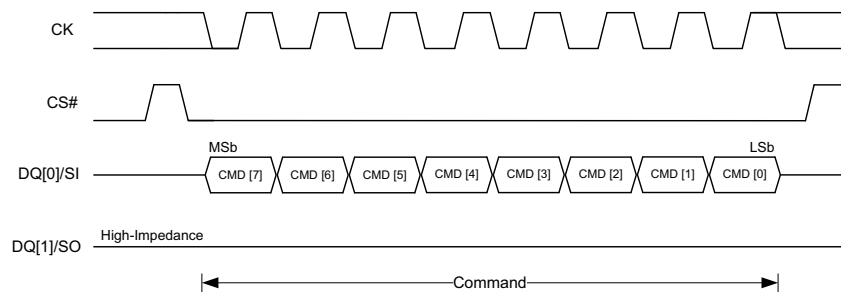 CK
CS#
MSb LSb
DQ[0]/SI CMD [7] CMD [6] CMD [5] CMD [4] CMD [3] CMD [2] CMD [1] CMD [0]
High-Impedance
DQ[1]/SO
Command